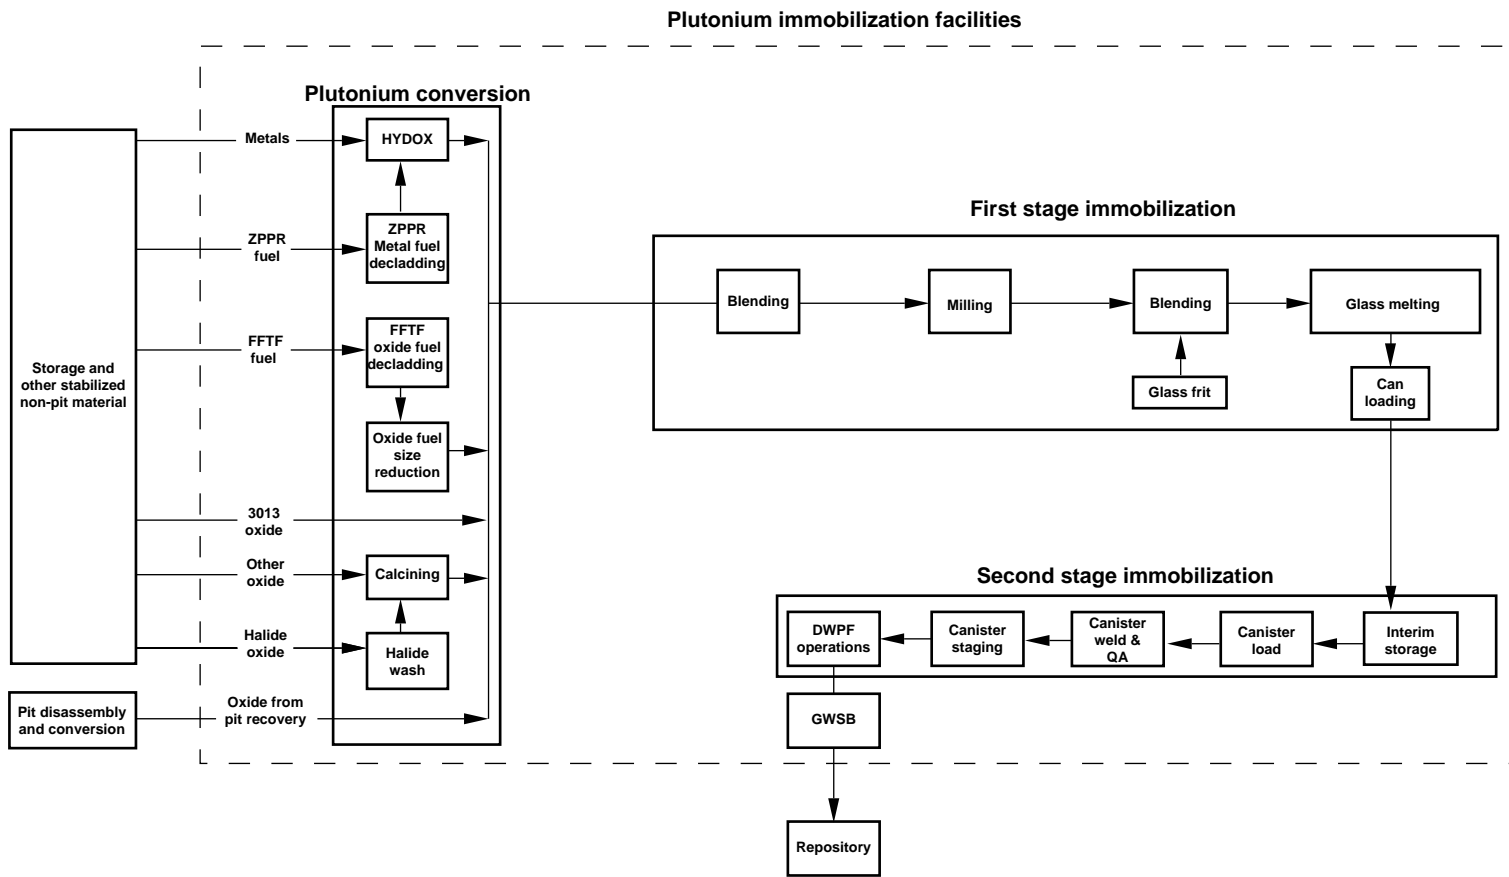 Plutonium immobilization facilities
Plutonium conversion
Metals
HYDOX
ZPPR
fuel
ZPPR
Metal fuel
decladding
FFTF
fuel
FFTF
oxide fuel
decladding
Storage and
other stabilized
non-pit material
Oxide fuel
size
reduction
3013
oxide
Other
oxide
Calcining
Halide
oxide
Halide
wash
Pit disassembly
and conversion
Oxide from
pit recovery
First stage immobilization
Blending
Milling
Blending
Glass melting
Glass frit
Can
loading
Second stage immobilization
DWPF
operations
Canister
staging
Canister
weld &
QA
Canister
load
Interim
storage
GWSB
Repository